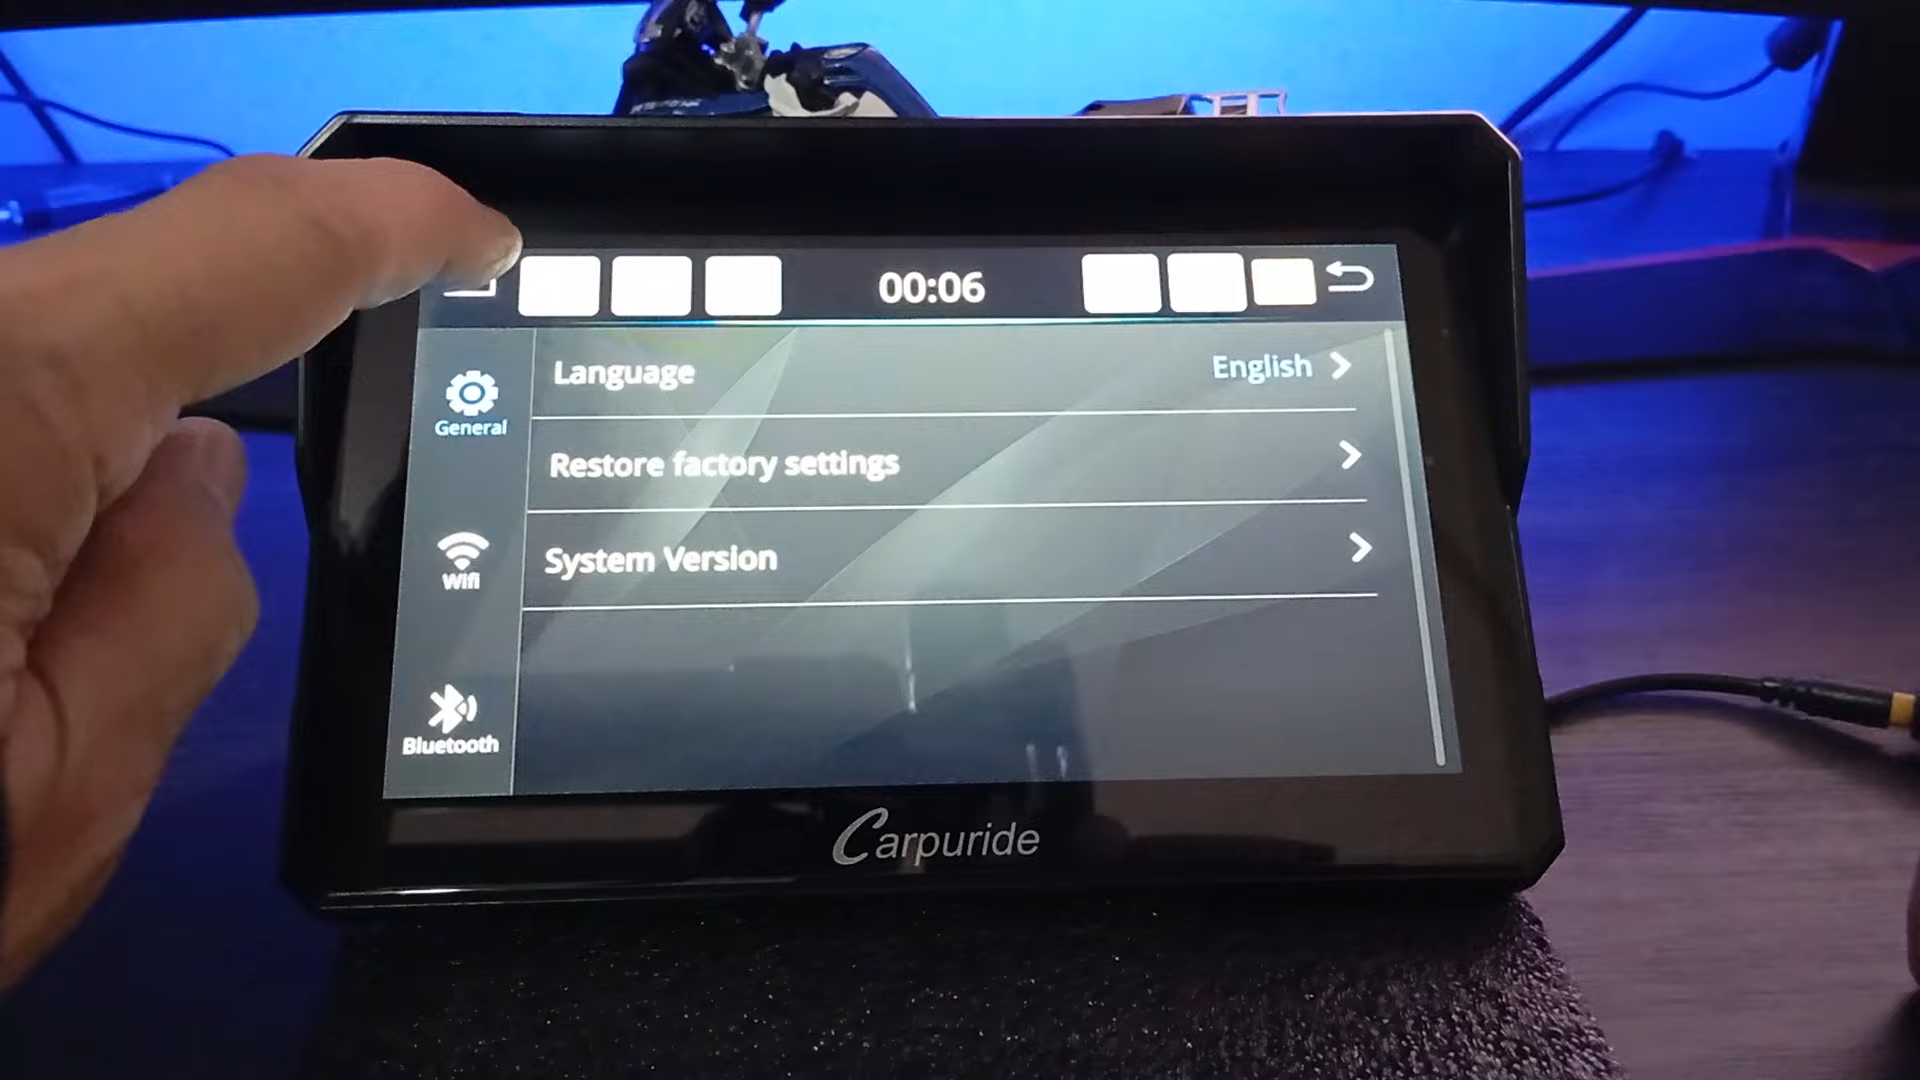 00:06
Language English
General
Restore factory settings
Wifi
System Version
Bluetooth
Carpuride